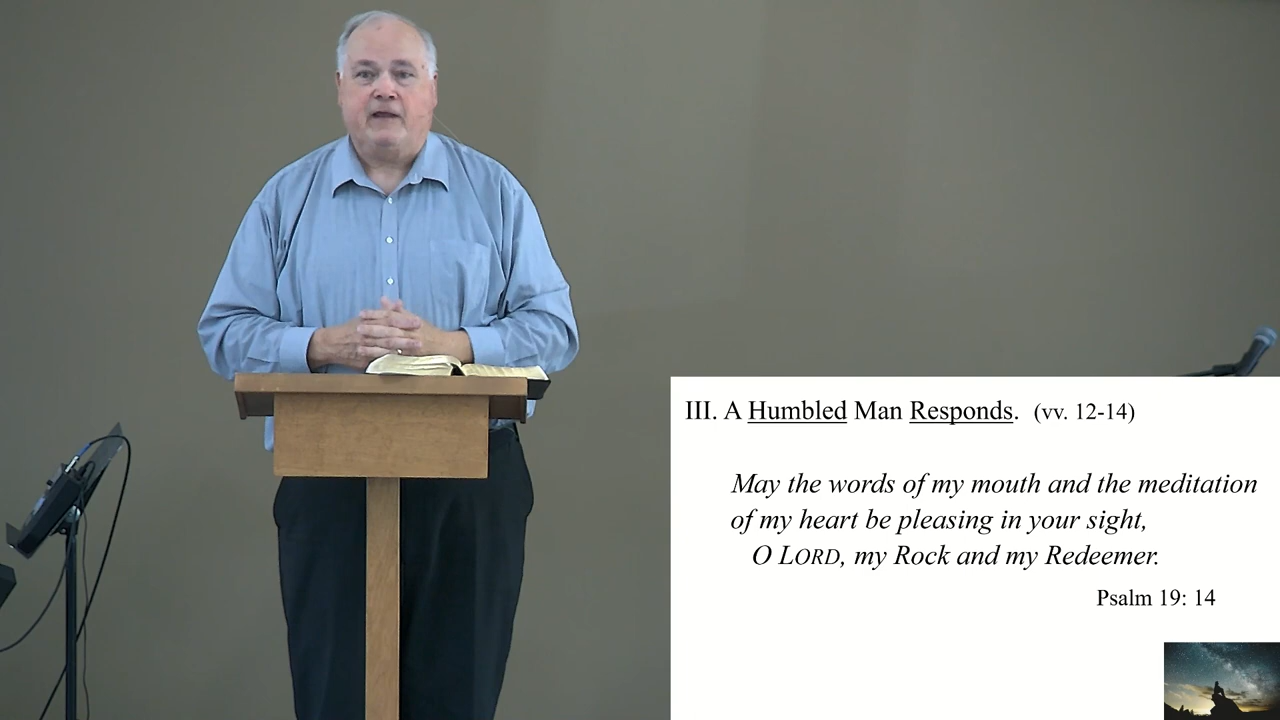 III. A Humbled Man Responds. (vv. 12-14)
May the words of my mouth and the meditation
of my heart be pleasing in your sight,
O LORD, my Rock and my Redeemer.
Psalm 19: 14